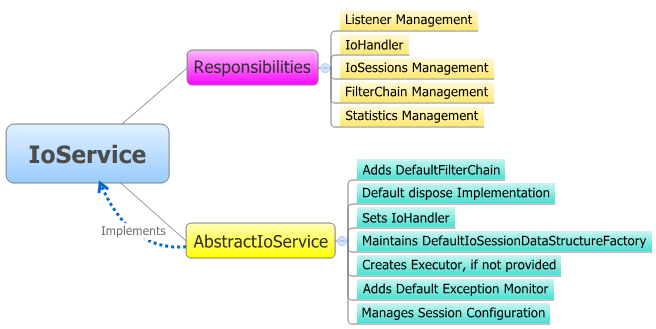 Listener Management
IoHandler
Responsibilities
IoSessions Management
FilterChain Management
Statistics Management
IoService
Adds DefaultFilterChain
Default dispose Implementation
Sets IoHandler
Implements
AbstractIoService
Maintains DefaultIoSessionDataStructureFactory
Creates Executor, if not provided
Adds Default Exception Monitor
Manages Session Configuration